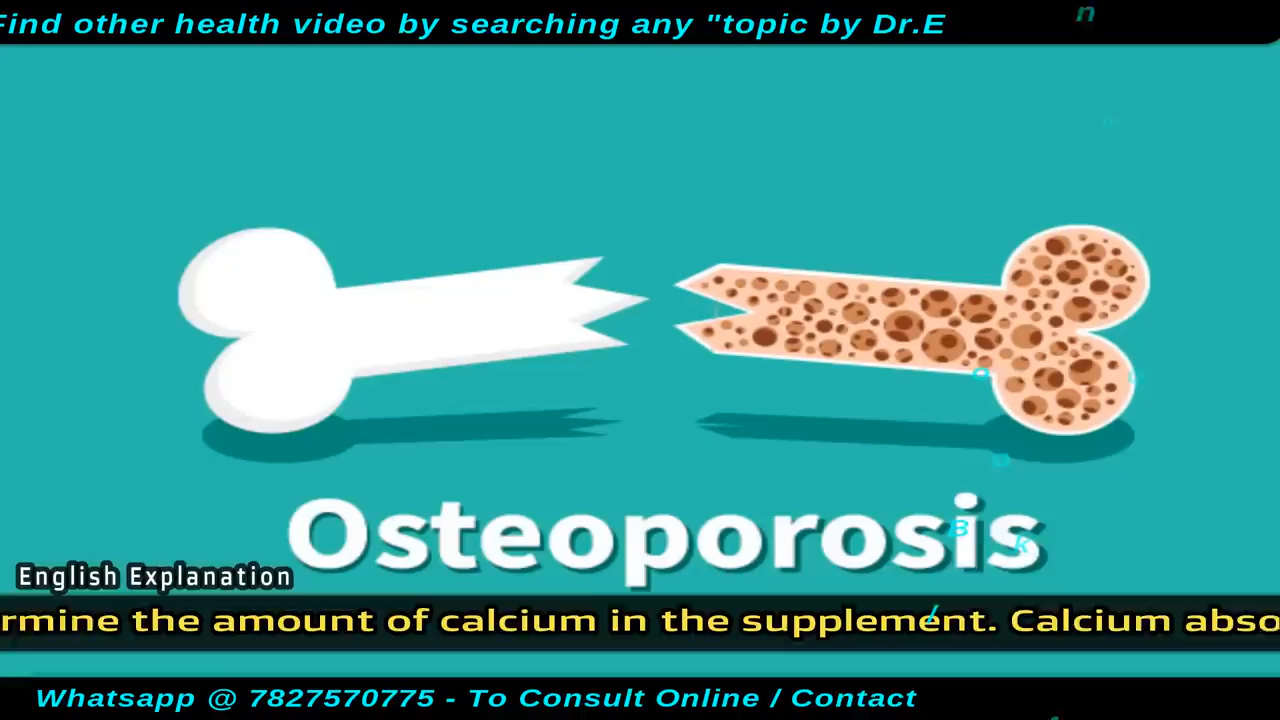 Find other health video by searching any "topic by Dr.E
Osteoporosis
English Explanation
rmine the amount of calcium in the supplement. Calcium abso
Whatsapp @ 7827570775 - To Consult Online / Contact